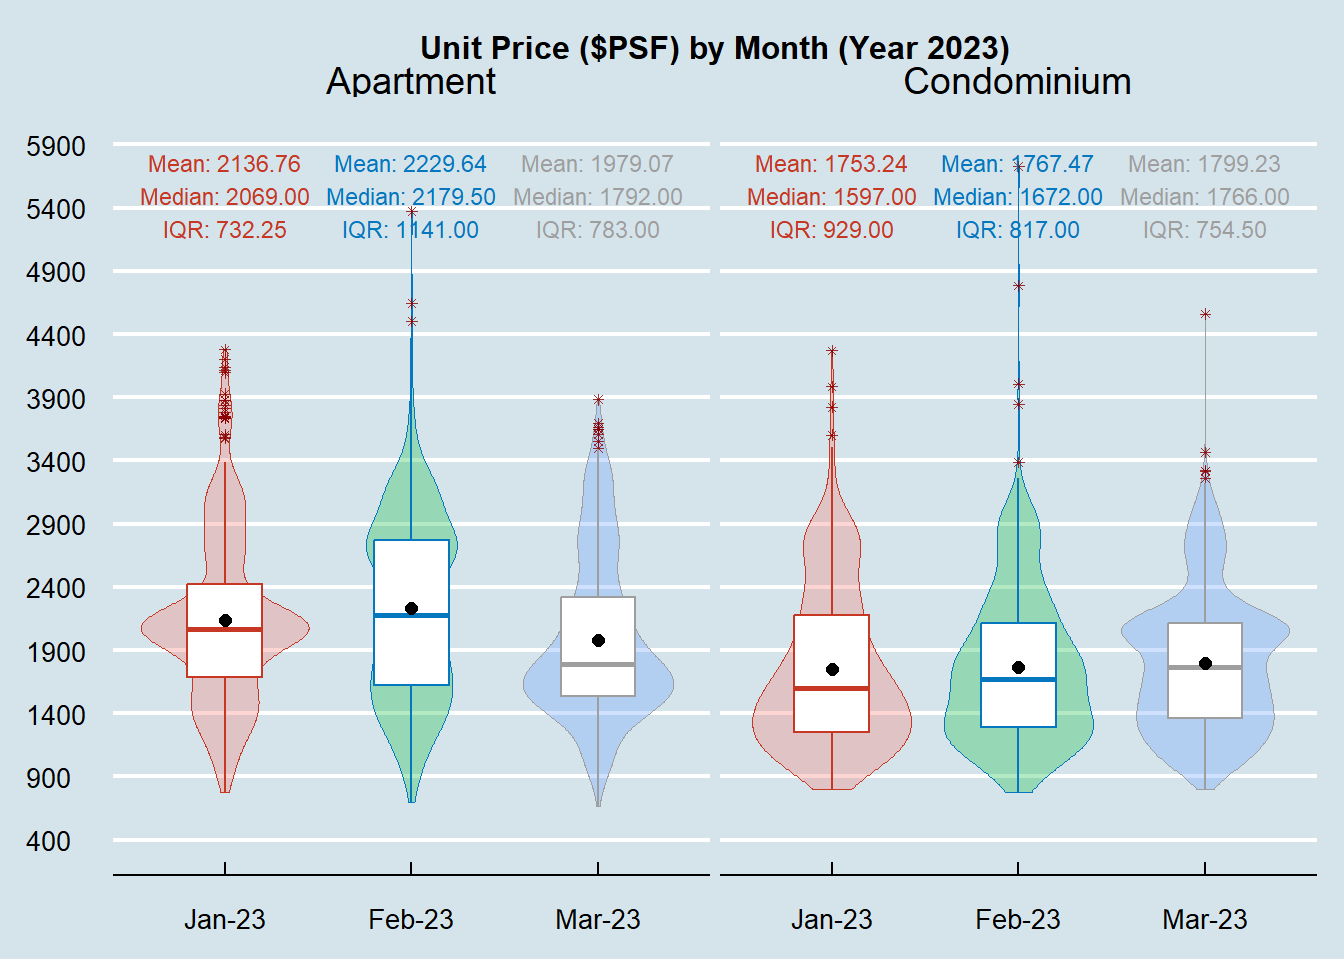 Unit Price ($PSF) by Month (Year 2023)
Apartment
Condominium
5900
5400
4900
4400
3900
3400
2900
2400
1900
1400
900
400
Mean: 2136.76
Median: 2069.00
IQR: 732.25
Mean: 2229.64
Median: 2179.50
IQR: 1141.00
Mean: 1979.07
Median: 1792.00
IQR: 783.00
Mean: 1753.24
Median: 1597.00
IQR: 929.00
Mean: 1767.47
Median: 1672.00
IQR: 817.00
Mean: 1799.23
Median: 1766.00
IQR: 754.50
Jan-23
Feb-23
Mar-23
Jan-23
Feb-23
Mar-23